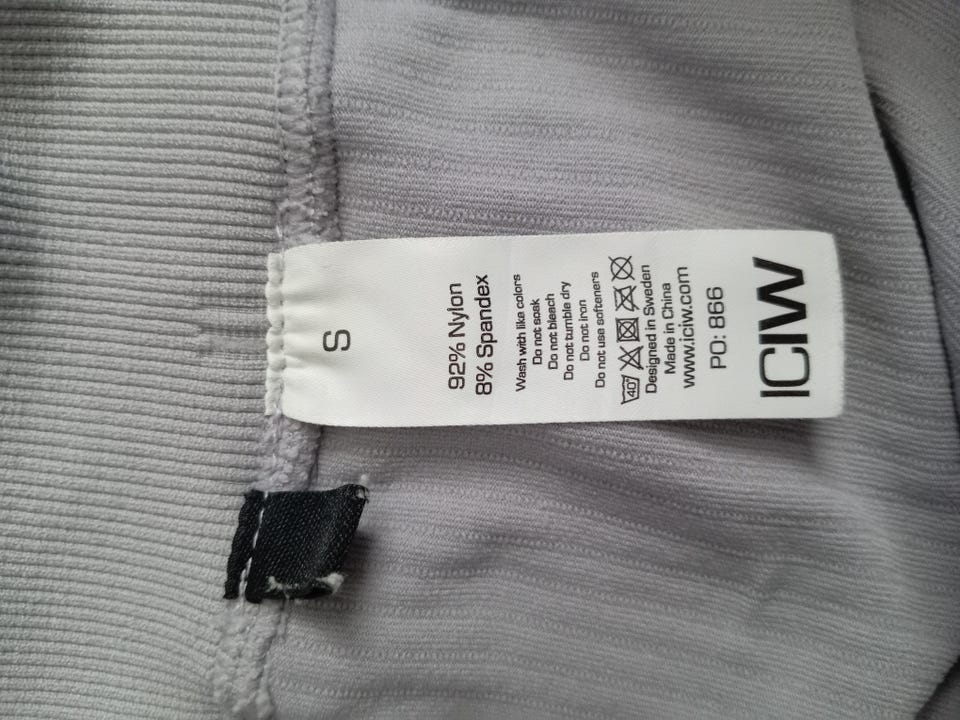 S
92% Nylon
8% Spandex
Wash with like colors
Do not soak
Do not bleach
Do not tumble dry
Do not iron
Do not use softeners
40°
Designed in Sweden
Made in China
www.iciw.com
PO: 866
ICIW